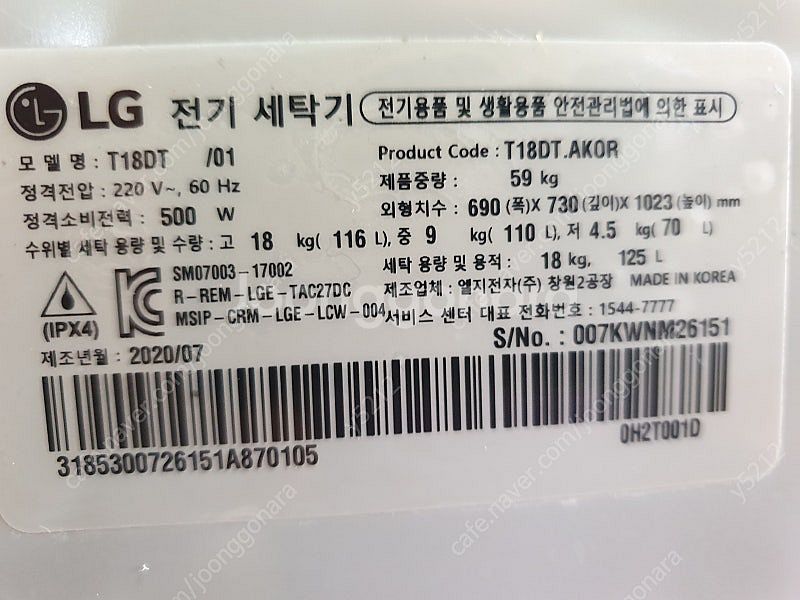 LG 전기 세탁기 전기용품 및 생활용품 안전관리법에 의한 표시
모 델 명 : T18DT /01
Product Code : T18DT.AKOR
정격전압 : 220 V~, 60 Hz
제품중량 : 59 kg
정격소비전력 : 500 W
외형치수 : 690 (폭)X 730 (깊이)X 1023 (높이) mm
수위별 세탁 용량 및 수량 : 고 18 kg( 116 L), 중 9 kg( 110 L), 저 4.5 kg( 70 L)
세탁 용량 및 용적 : 18 kg, 125 L
SM07003-17002
R-REM-LGE-TAC27DC
MSIP-CRM-LGE-LCW-004
제조업체 : 엘지전자(주) 창원2공장 MADE IN KOREA
서비스 센터 대표 전화번호 : 1544-7777
(IPX4)
S/No. : 007KWNM26151
제조년월 : 2020/07
3185300726151A870105
0H2T001D
cafe.naver.com/joonggonara
y5212
joonggonara